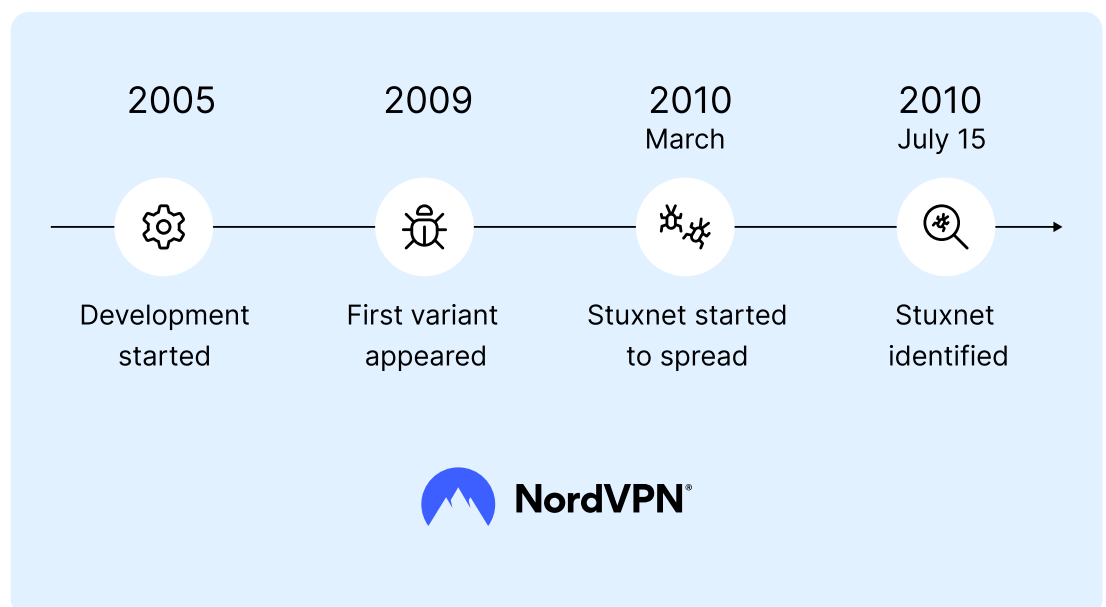 2005
2009
2010
March
2010
July 15
Development
started
First variant
appeared
Stuxnet started
to spread
Stuxnet
identified
NordVPN®